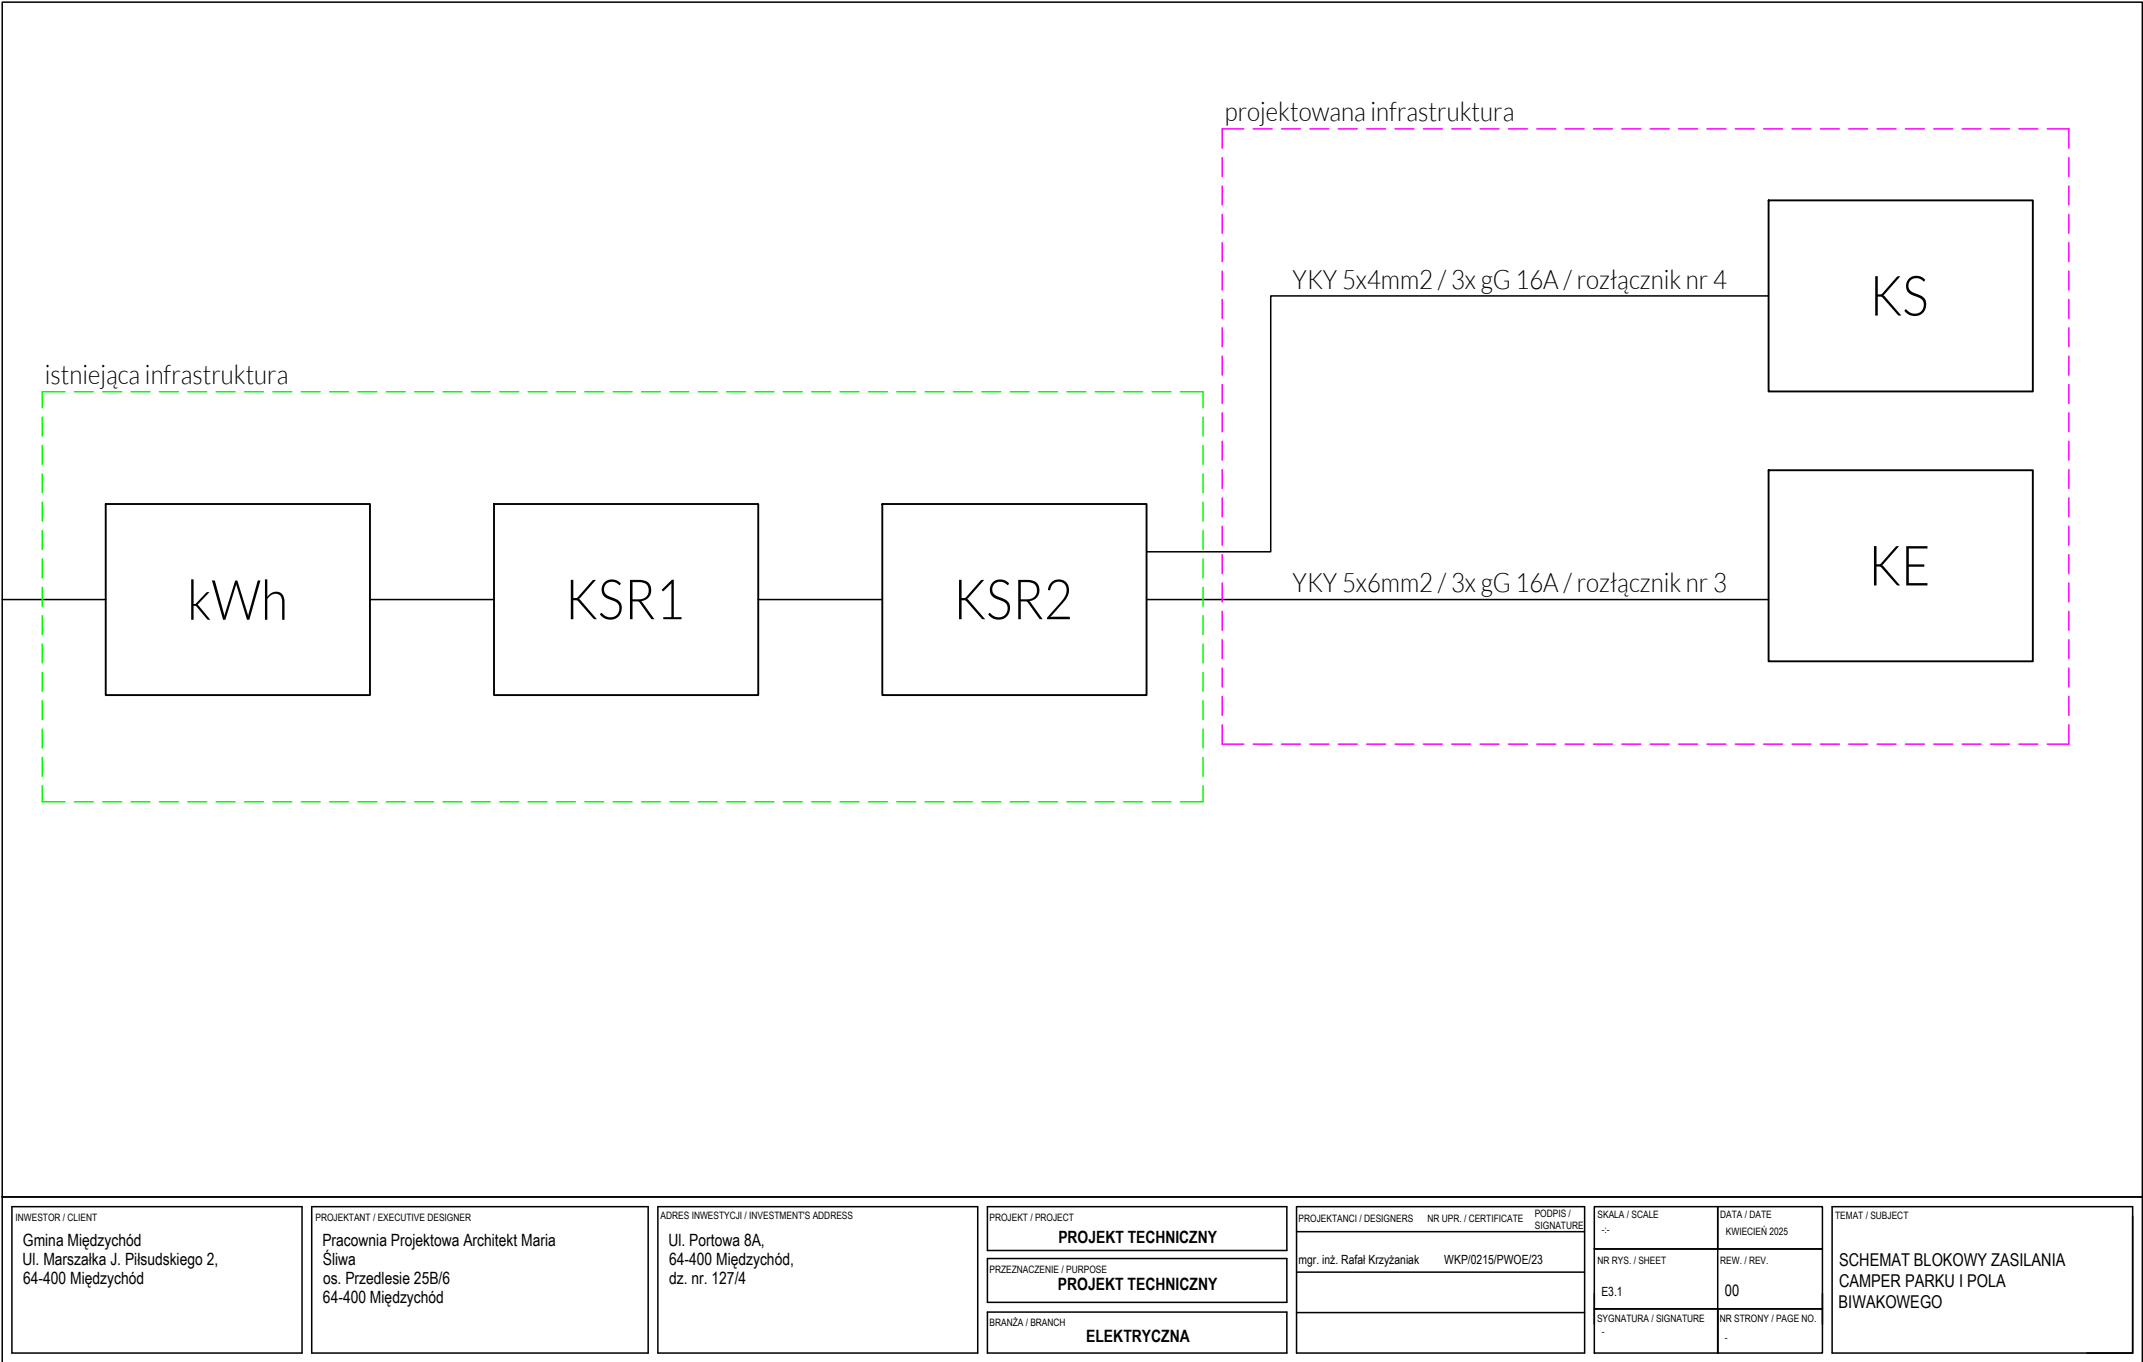 projektowana infrastruktura
YKY 5x4mm2 / 3x gG 16A / rozłącznik nr 4
KS
istniejąca infrastruktura
kWh
KSR1
KSR2
YKY 5x6mm2 / 3x gG 16A / rozłącznik nr 3
KE
INWESTOR / CLIENT
Gmina Międzychód
Ul. Marszałka J. Piłsudskiego 2,
64-400 Międzychód
PROJEKTANT / EXECUTIVE DESIGNER
Pracownia Projektowa Architekt Maria
Śliwa
os. Przedlesie 25B/6
64-400 Międzychód
ADRES INWESTYCJI / INVESTMENT'S ADDRESS
Ul. Portowa 8A,
64-400 Międzychód,
dz. nr. 127/4
PROJEKT / PROJECT
PROJEKT TECHNICZNY
PRZEZNACZENIE / PURPOSE
PROJEKT TECHNICZNY
BRANŻA / BRANCH
ELEKTRYCZNA
PROJEKTANCI / DESIGNERS NR UPR. / CERTIFICATE PODPIS /
SIGNATURE
mgr. inż. Rafał Krzyżaniak WKP/0215/PWOE/23
SKALA / SCALE
-:-
DATA / DATE
KWIECIEŃ 2025
NR RYS. / SHEET
E3.1
REW. / REV.
00
SYGNATURA / SIGNATURE
-
NR STRONY / PAGE NO.
-
TEMAT / SUBJECT
SCHEMAT BLOKOWY ZASILANIA
CAMPER PARKU I POLA
BIWAKOWEGO